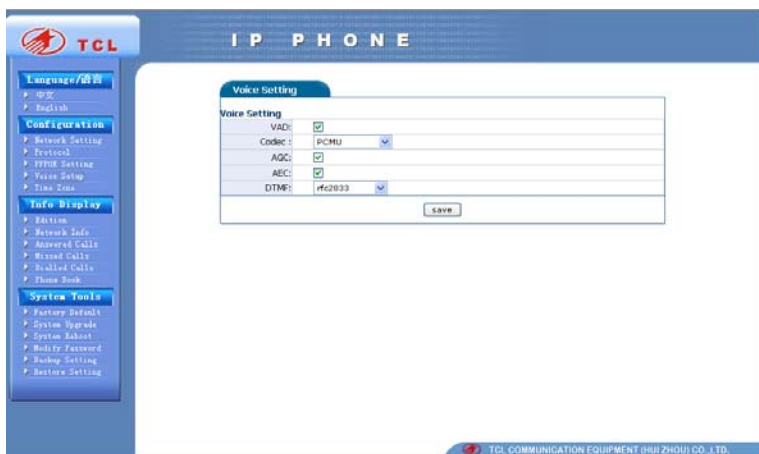 TCL
IP PHONE
Language/语言
中文
English
Configuration
Network Setting
Protocol
PPPOE Setting
Voice Setup
Time Zone
Info Display
Edition
Network Info
Answered Calls
Missed Calls
Dialled Calls
Phone Book
System Tools
Factory Default
System Upgrade
System Reboot
Modify Password
Backup Setting
Restore Setting
Voice Setting
Voice Setting
VAD:
Codec : PCMU
AGC:
AEC:
DTMF: rfc2833
save
TCL COMMUNICATION EQUIPMENT (HUI ZHOU) CO.,LTD.